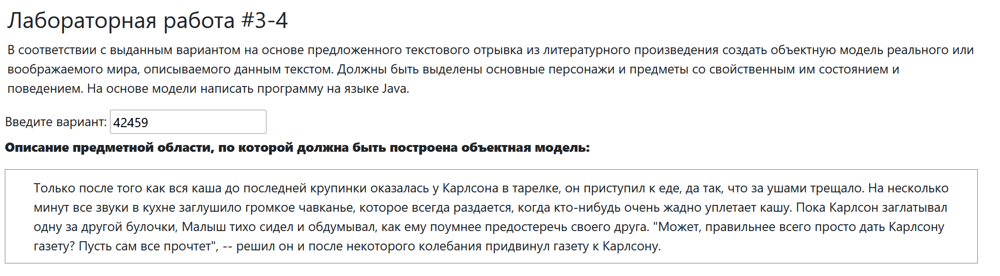 Лабораторная работа #3-4
В соответствии с выданным вариантом на основе предложенного текстового отрывка из литературного произведения создать объектную модель реального или
воображаемого мира, описываемого данным текстом. Должны быть выделены основные персонажи и предметы со свойственным им состоянием и
поведением. На основе модели написать программу на языке Java.
Введите вариант: 42459
Описание предметной области, по которой должна быть построена объектная модель:
Только после того как вся каша до последней крупинки оказалась у Карлсона в тарелке, он приступил к еде, да так, что за ушами трещало. На несколько
минут все звуки в кухне заглушило громкое чавканье, которое всегда раздается, когда кто-нибудь очень жадно уплетает кашу. Пока Карлсон заглатывал
одну за другой булочки, Малыш тихо сидел и обдумывал, как ему поумнее предостеречь своего друга. "Может, правильнее всего просто дать Карлсону
газету? Пусть сам все прочтет", -- решил он и после некоторого колебания придвинул газету к Карлсону.